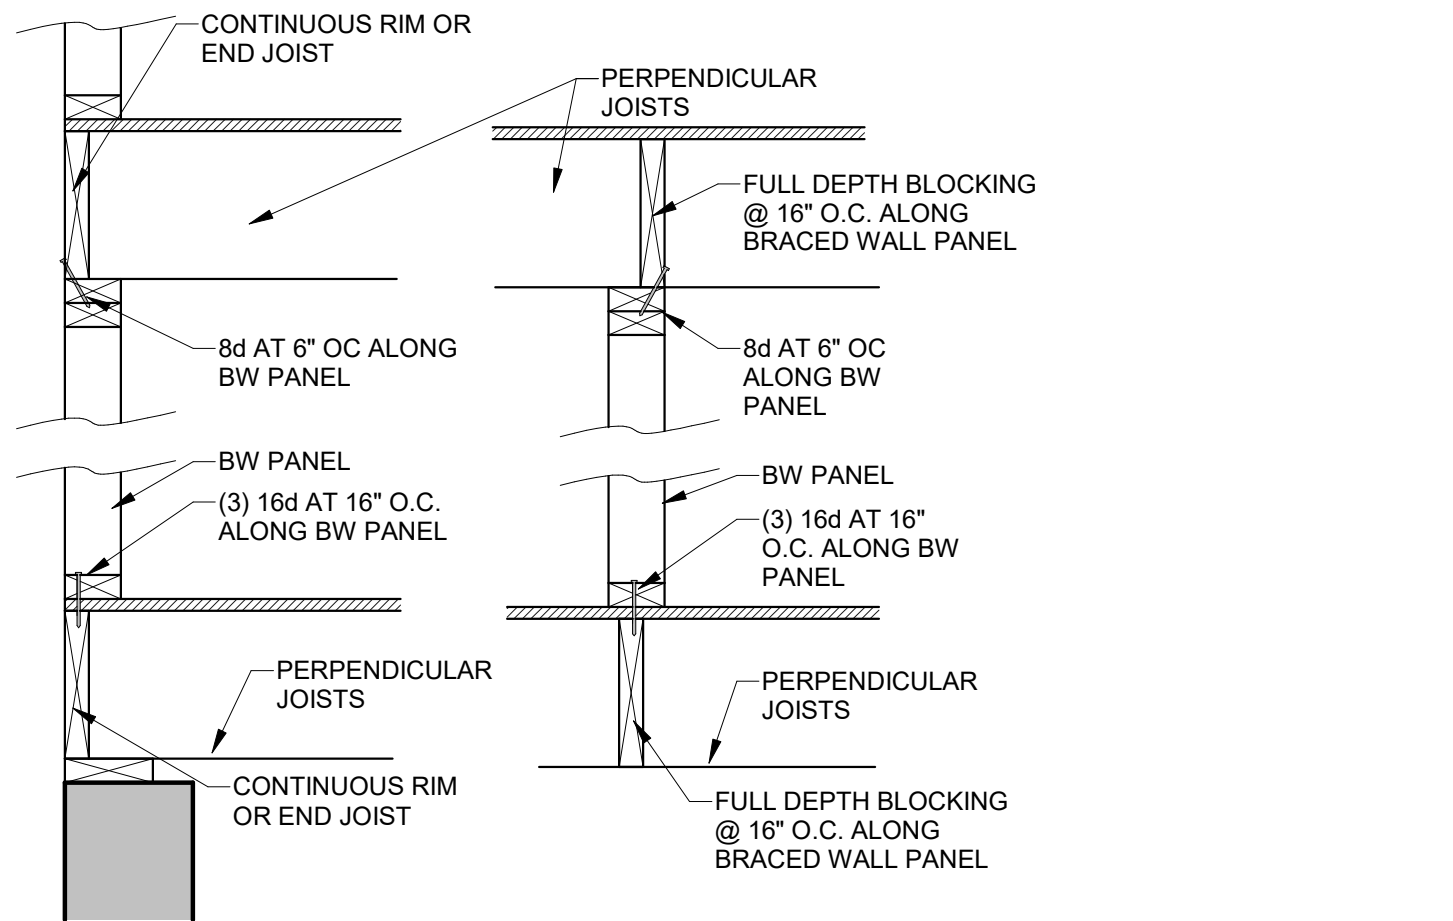 CONTINUOUS RIM OR
END JOIST
PERPENDICULAR
JOISTS
FULL DEPTH BLOCKING
@ 16" O.C. ALONG
BRACED WALL PANEL
8d AT 6" OC ALONG
BW PANEL
8d AT 6" OC
ALONG BW
PANEL
BW PANEL
(3) 16d AT 16" O.C.
ALONG BW PANEL
BW PANEL
(3) 16d AT 16"
O.C. ALONG BW
PANEL
PERPENDICULAR
JOISTS
PERPENDICULAR
JOISTS
CONTINUOUS RIM
OR END JOIST
FULL DEPTH BLOCKING
@ 16" O.C. ALONG
BRACED WALL PANEL